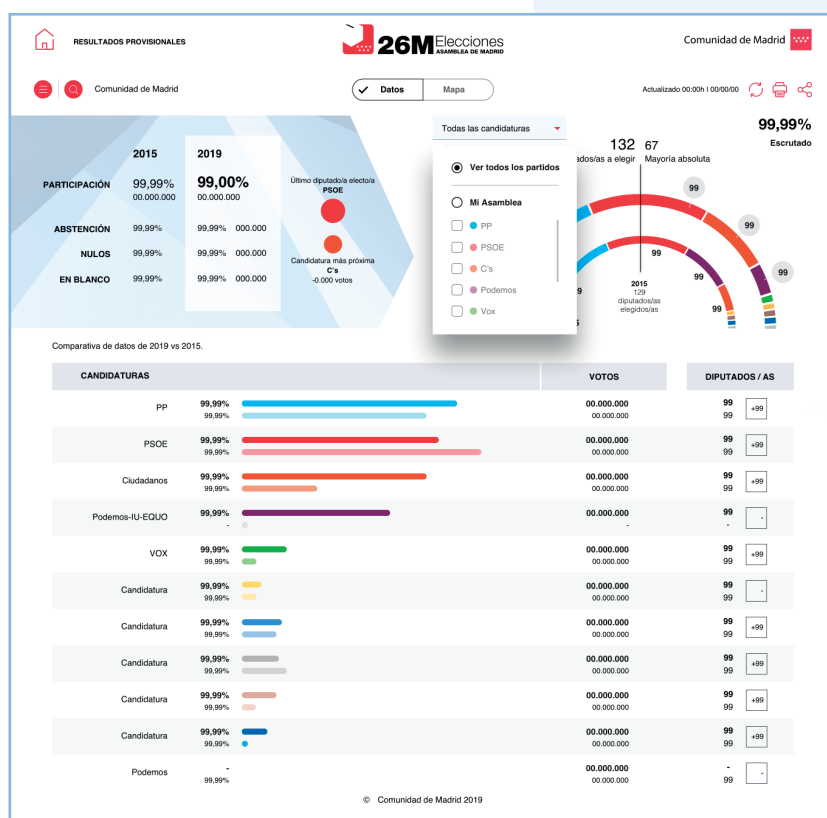 RESULTADOS PROVISIONALES
26M Elecciones
ASAMBLEA DE MADRID
Comunidad de Madrid
Comunidad de Madrid
Datos
Mapa
Actualizado 00:00h I 00/00/00
2015
2019
PARTICIPACIÓN 99,99% 99,00%
00.000.000 00.000.000
ABSTENCIÓN 99,99% 99,99% 000.000
NULOS 99,99% 99,99% 000.000
EN BLANCO 99,99% 99,99% 000.000
Último diputado/a electo/a
PSOE
Candidatura más próxima
C's
-0.000 votos
Todas las candidaturas
Ver todos los partidos
Mi Asamblea
PP
PSOE
C's
Podemos
Vox
99,99%
Escrutado
132 67
a elegir Mayoría absoluta
99
99
99
99
99
99
9
2015
129
diputados/as
elegidos/as
5
Comparativa de datos de 2019 vs 2015.
CANDIDATURAS VOTOS DIPUTADOS / AS
PP 99,99% 00.000.000 99 +99
99,99% 00.000.000 99
PSOE 99,99% 00.000.000 99 +99
99,99% 00.000.000 99
Ciudadanos 99,99% 00.000.000 99 +99
99,99% 00.000.000 99
Podemos-IU-EQUO 99,99% 00.000.000 99 -
- - -
VOX 99,99% 00.000.000 99 +99
99,99% 00.000.000 99
Candidatura 99,99% 00.000.000 99 -
99,99% 00.000.000 99
Candidatura 99,99% 00.000.000 99 +99
99,99% 00.000.000 99
Candidatura 99,99% 00.000.000 99 +99
99,99% 00.000.000 99
Candidatura 99,99% 00.000.000 99 +99
99,99% 00.000.000 99
Candidatura 99,99% 00.000.000 99 +99
99,99% 00.000.000 99
Podemos - 00.000.000 - -
99,99% 00.000.000 99
© Comunidad de Madrid 2019